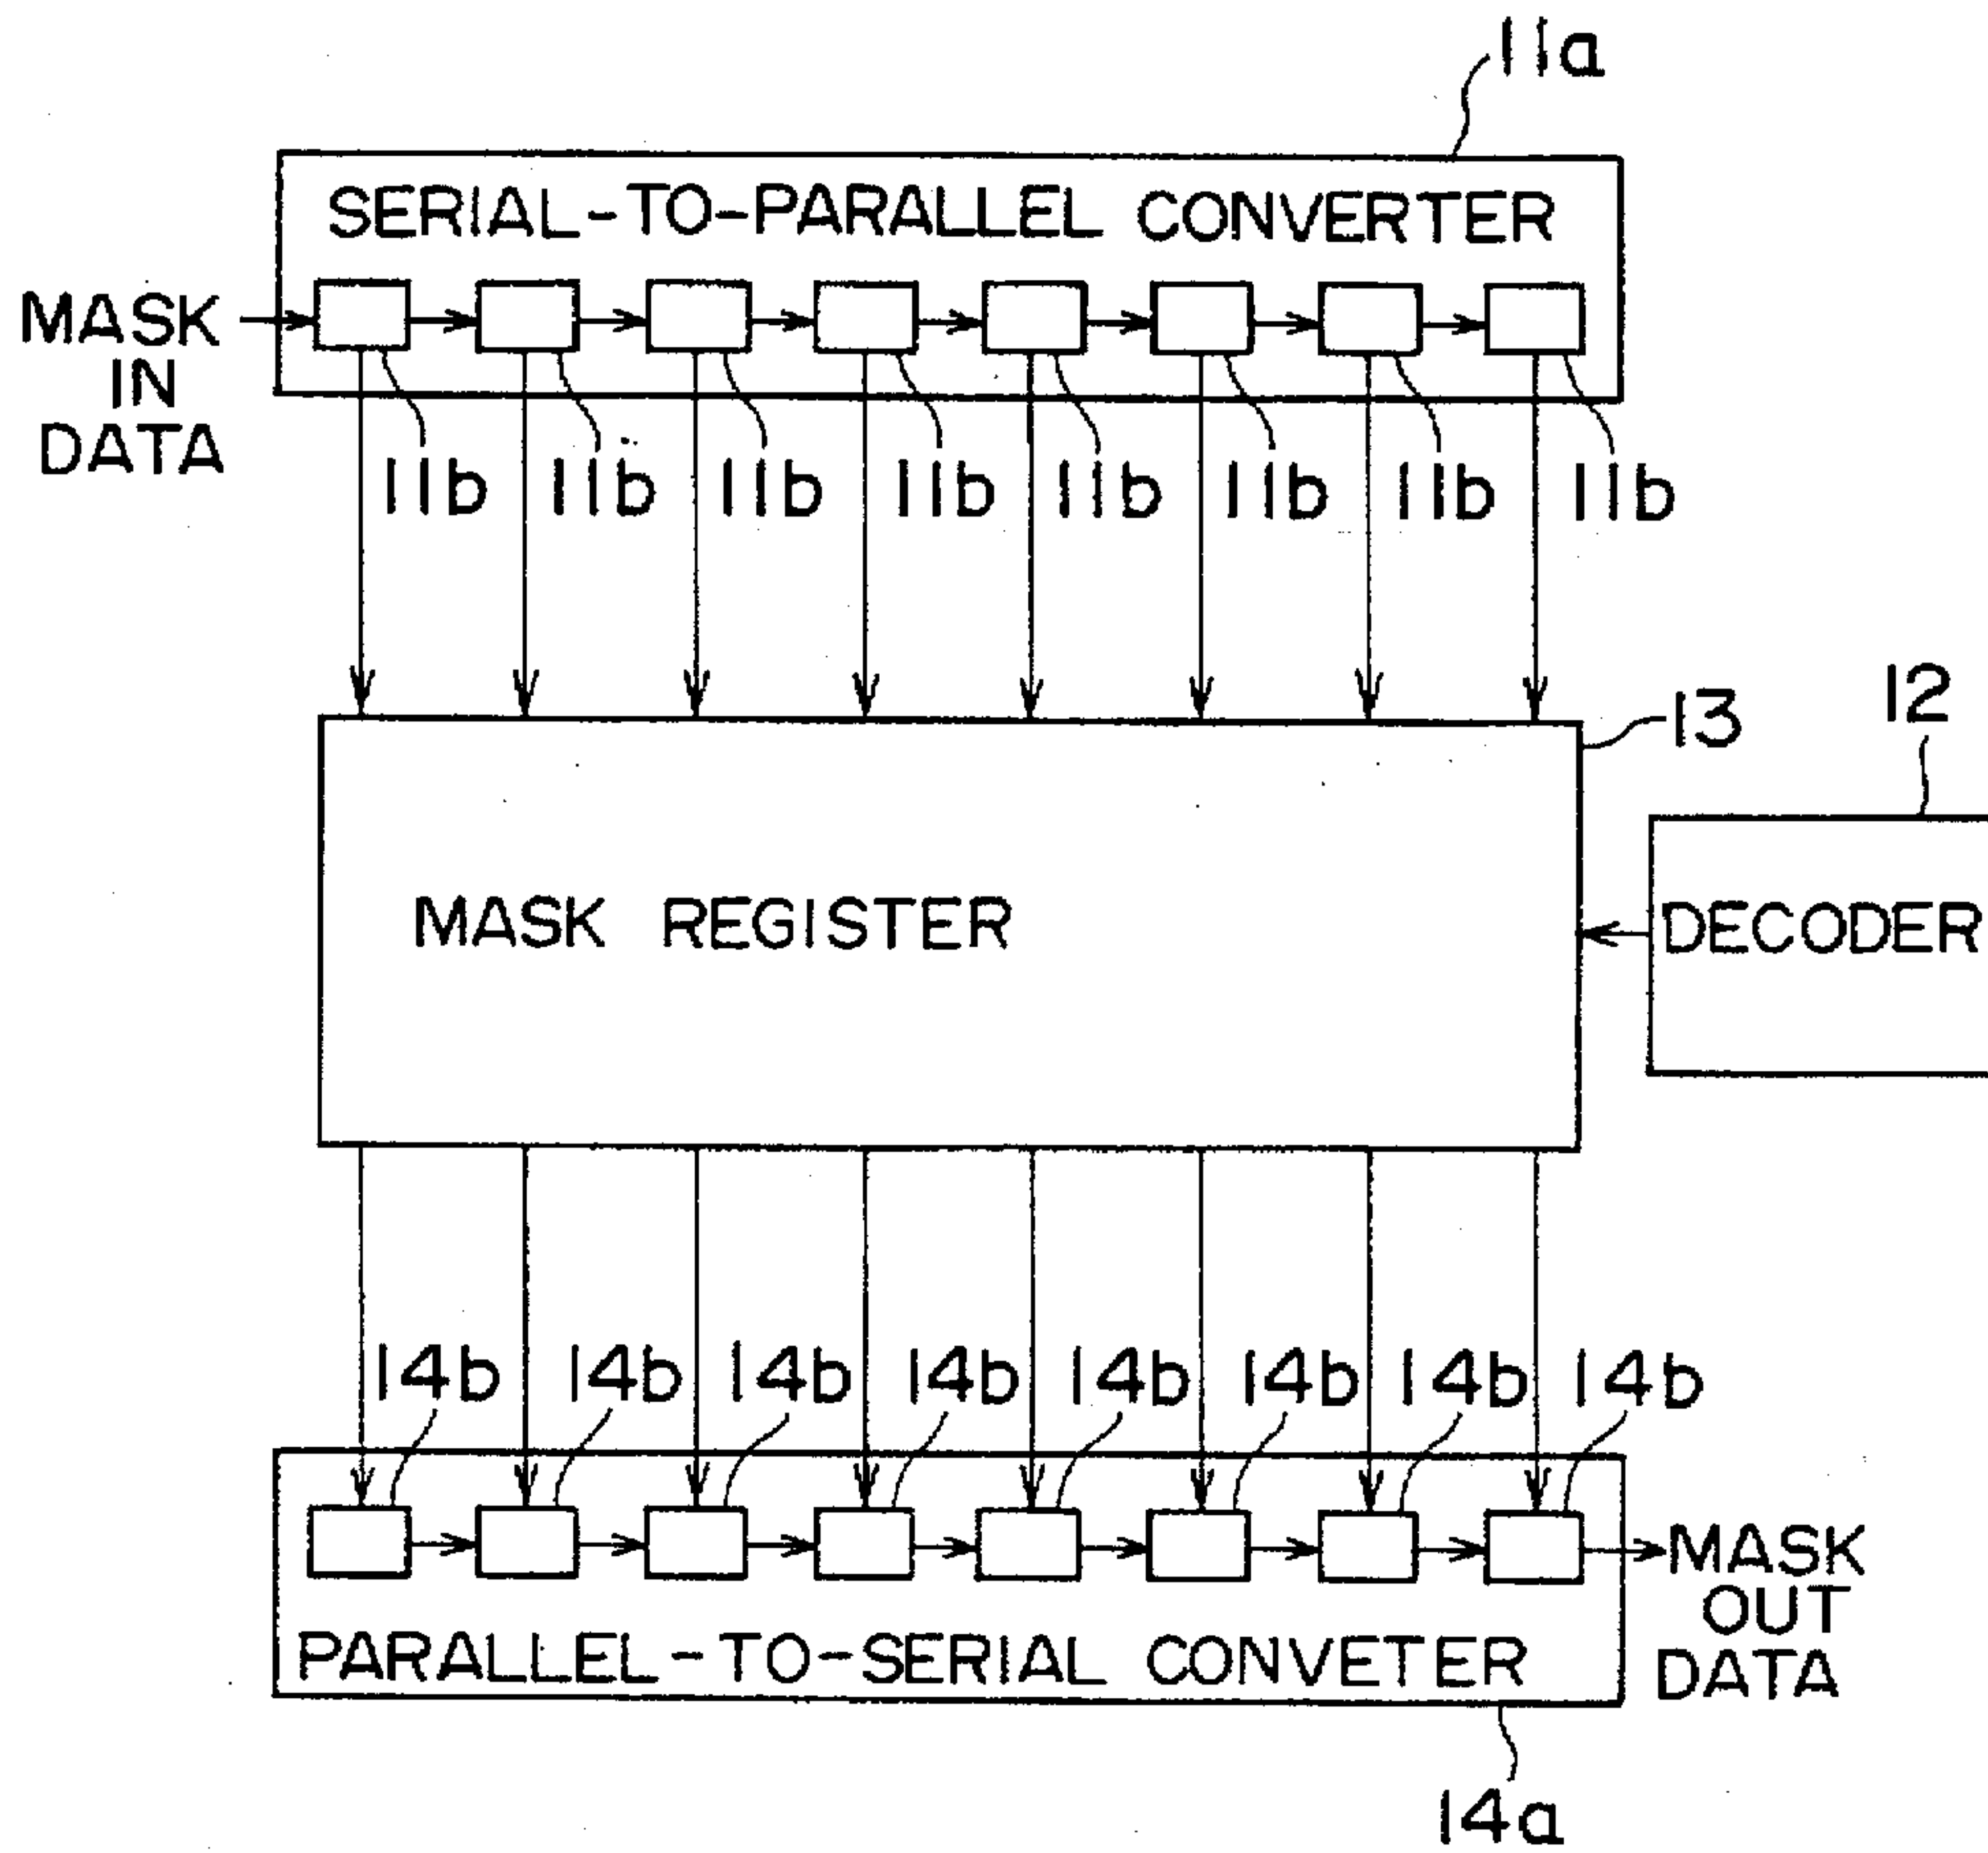 11a
SERIAL-TO-PARALLEL CONVERTER
MASK
IN
DATA
11b 11b 11b 11b 11b 11b 11b 11b
13
12
MASK REGISTER
DECODER
14b 14b 14b 14b 14b 14b 14b 14b
MASK
OUT
DATA
PARALLEL-TO-SERIAL CONVETER
14a